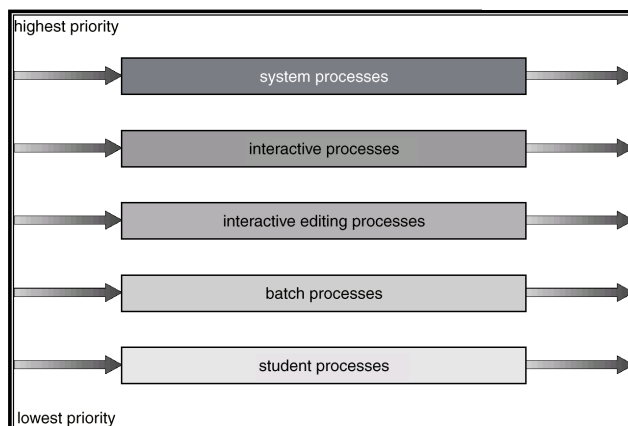 highest priority
system processes
interactive processes
interactive editing processes
batch processes
student processes
lowest priority